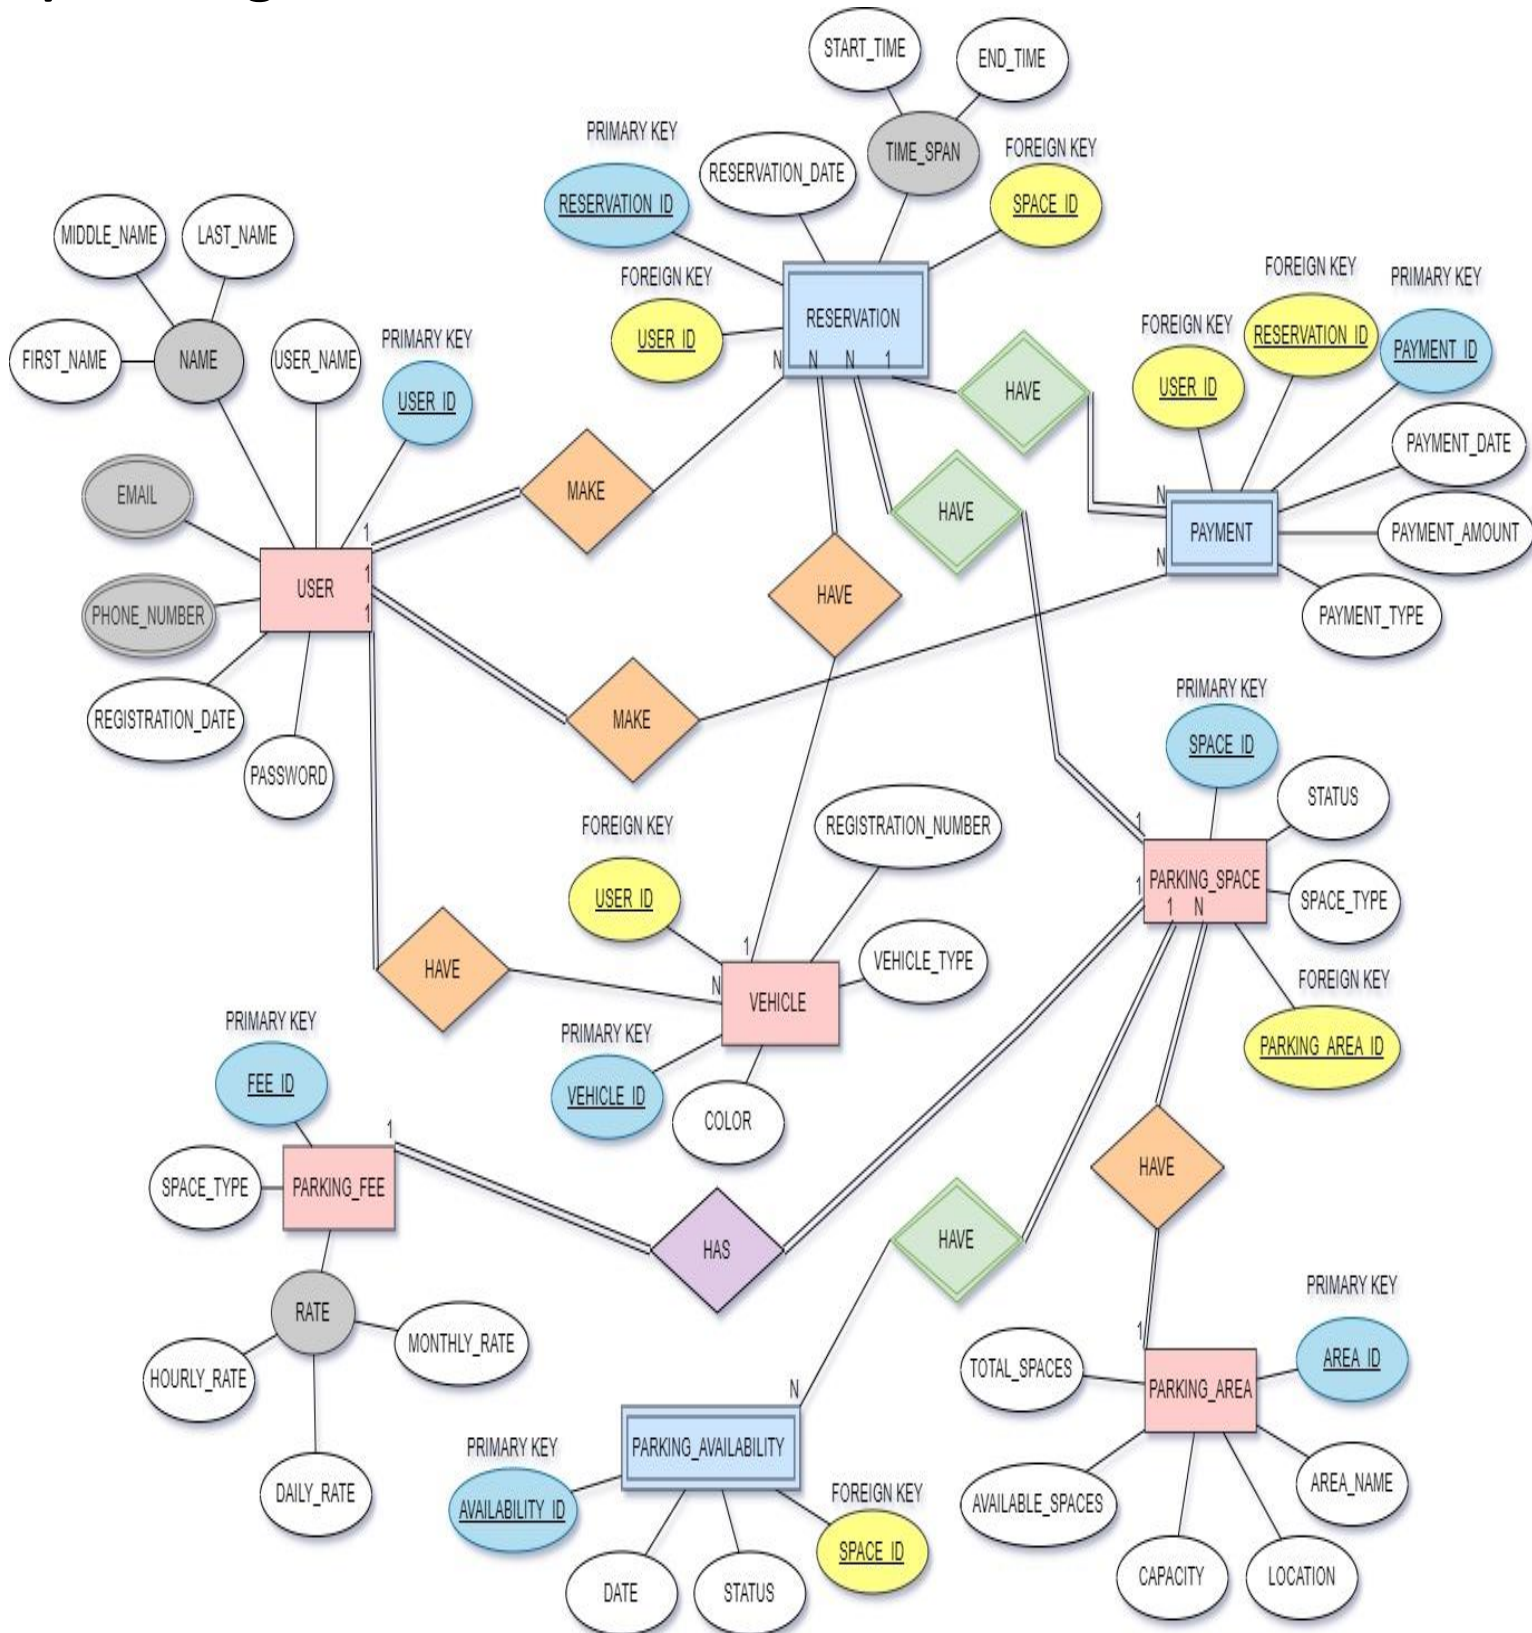 START_TIME
END_TIME
PRIMARY KEY
RESERVATION_DATE
TIME_SPAN
FOREIGN KEY
RESERVATION_ID
SPACE_ID
MIDDLE_NAME
LAST_NAME
FOREIGN KEY
USER_ID
RESERVATION
N
N
N
1
FOREIGN KEY
RESERVATION_ID
PRIMARY KEY
PAYMENT_ID
FOREIGN KEY
USER_ID
FIRST_NAME
NAME
USER_NAME
PRIMARY KEY
USER_ID
HAVE
PAYMENT_DATE
EMAIL
MAKE
HAVE
N
PAYMENT
N
PAYMENT_AMOUNT
PAYMENT_TYPE
1
USER
1
1
PHONE_NUMBER
HAVE
REGISTRATION_DATE
PASSWORD
MAKE
PRIMARY KEY
SPACE_ID
STATUS
FOREIGN KEY
USER_ID
REGISTRATION_NUMBER
1
PARKING_SPACE
1
1
N
SPACE_TYPE
HAVE
1
N
VEHICLE
VEHICLE_TYPE
FOREIGN KEY
PARKING_AREA_ID
PRIMARY KEY
FEE_ID
PRIMARY KEY
VEHICLE_ID
COLOR
1
SPACE_TYPE
PARKING_FEE
HAVE
HAS
HAVE
RATE
HOURLY_RATE
MONTHLY_RATE
DAILY_RATE
PRIMARY KEY
AREA_ID
1
TOTAL_SPACES
PARKING_AREA
N
PRIMARY KEY
AVAILABILITY_ID
PARKING_AVAILABILITY
FOREIGN KEY
SPACE_ID
DATE
STATUS
AVAILABLE_SPACES
AREA_NAME
CAPACITY
LOCATION